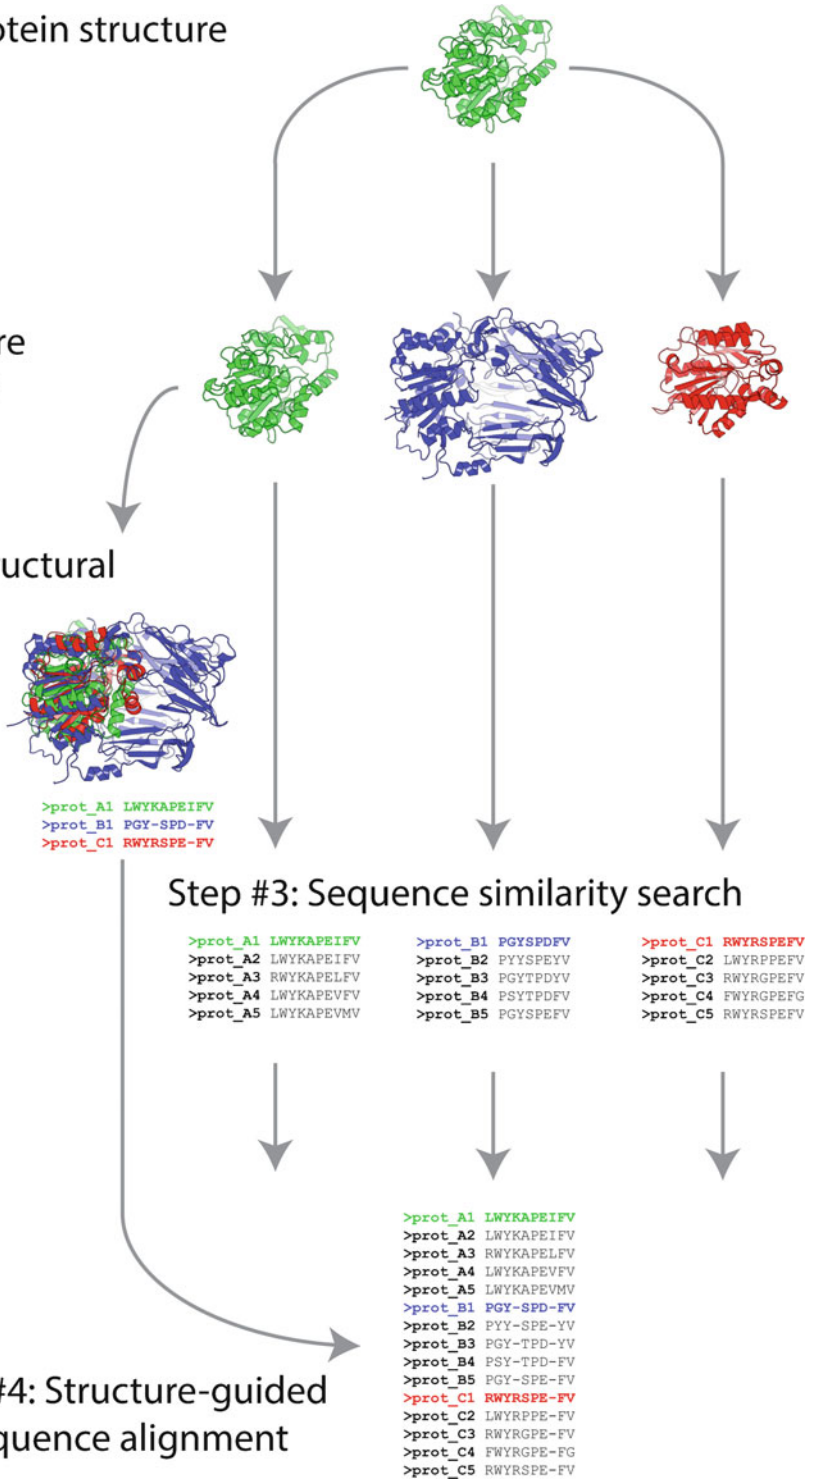 otein structure
re
uctural
>prot_A1 LWYKAPEIFV
>prot_B1 PGY-SPD-FV
>prot_C1 RWYRSPE-FV
Step #3: Sequence similarity search
>prot_A1 LWYKAPEIFV
>prot_A2 LWYKAPEIFV
>prot_A3 RWYKAPELFV
>prot_A4 LWYKAPEVFV
>prot_A5 LWYKAPEVMV
>prot_B1 PGYSPDFV
>prot_B2 PYYSPEYV
>prot_B3 PGYTPDYV
>prot_B4 PSYTPDFV
>prot_B5 PGYSPEFV
>prot_C1 RWYRSPEFV
>prot_C2 LWYRPPEFV
>prot_C3 RWYRGPEFV
>prot_C4 FWYRGPEFG
>prot_C5 RWYRSPEFV
>prot_A1 LWYKAPEIFV
>prot_A2 LWYKAPEIFV
>prot_A3 RWYKAPELFV
>prot_A4 LWYKAPEVFV
>prot_A5 LWYKAPEVMV
>prot_B1 PGY-SPD-FV
>prot_B2 PYY-SPE-YV
>prot_B3 PGY-TPD-YV
>prot_B4 PSY-TPD-FV
>prot_B5 PGY-SPE-FV
>prot_C1 RWYRSPE-FV
>prot_C2 LWYRPPE-FV
>prot_C3 RWYRGPE-FV
>prot_C4 FWYRGPE-FG
>prot_C5 RWYRSPE-FV
#4: Structure-guided
quence alignment